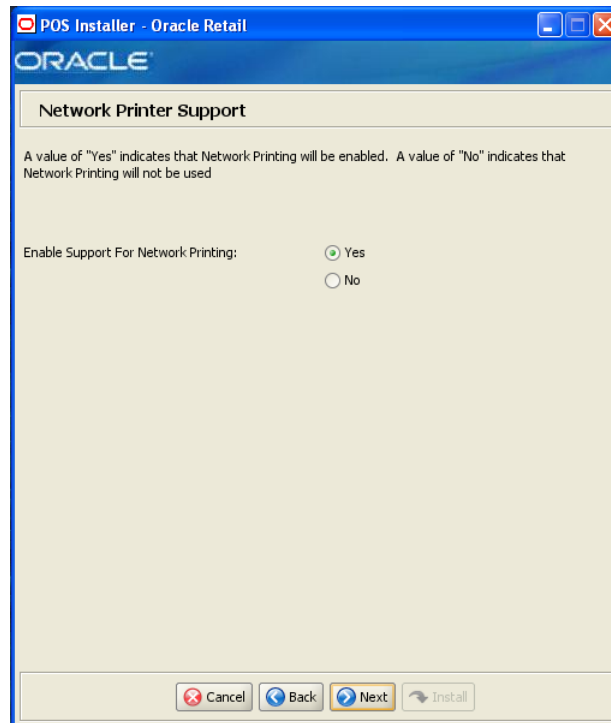 POS Installer - Oracle Retail
ORACLE
Network Printer Support
A value of "Yes" indicates that Network Printing will be enabled. A value of "No" indicates that
Network Printing will not be used
Enable Support For Network Printing:
Yes
No
Cancel
Back
Next
Install